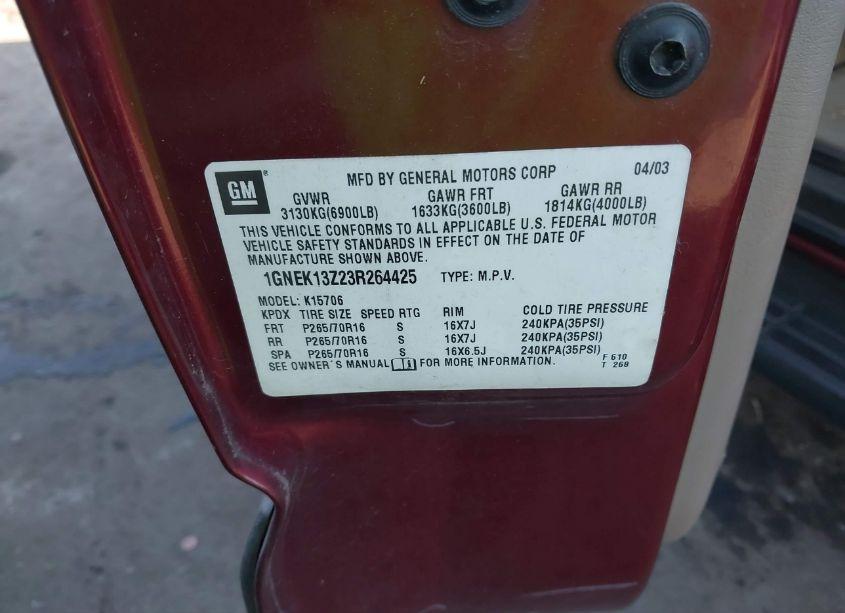 GM ® MFD BY GENERAL MOTORS CORP 04/03
GVWR GAWR FRT GAWR RR
3130KG(6900LB) 1633KG(3600LB) 1814KG(4000LB)
THIS VEHICLE CONFORMS TO ALL APPLICABLE U.S. FEDERAL MOTOR
VEHICLE SAFETY STANDARDS IN EFFECT ON THE DATE OF
MANUFACTURE SHOWN ABOVE.
1GNEK13Z23R264425 TYPE: M.P.V.
MODEL: K15706
KPDX TIRE SIZE SPEED RTG RIM COLD TIRE PRESSURE
FRT P265/70R16 S 16X7J 240KPA(35PSI)
RR P265/70R16 S 16X7J 240KPA(35PSI)
SPA P265/70R16 S 16X6.5J 240KPA(35PSI)
SEE OWNER'S MANUAL i FOR MORE INFORMATION. F 610
T 269